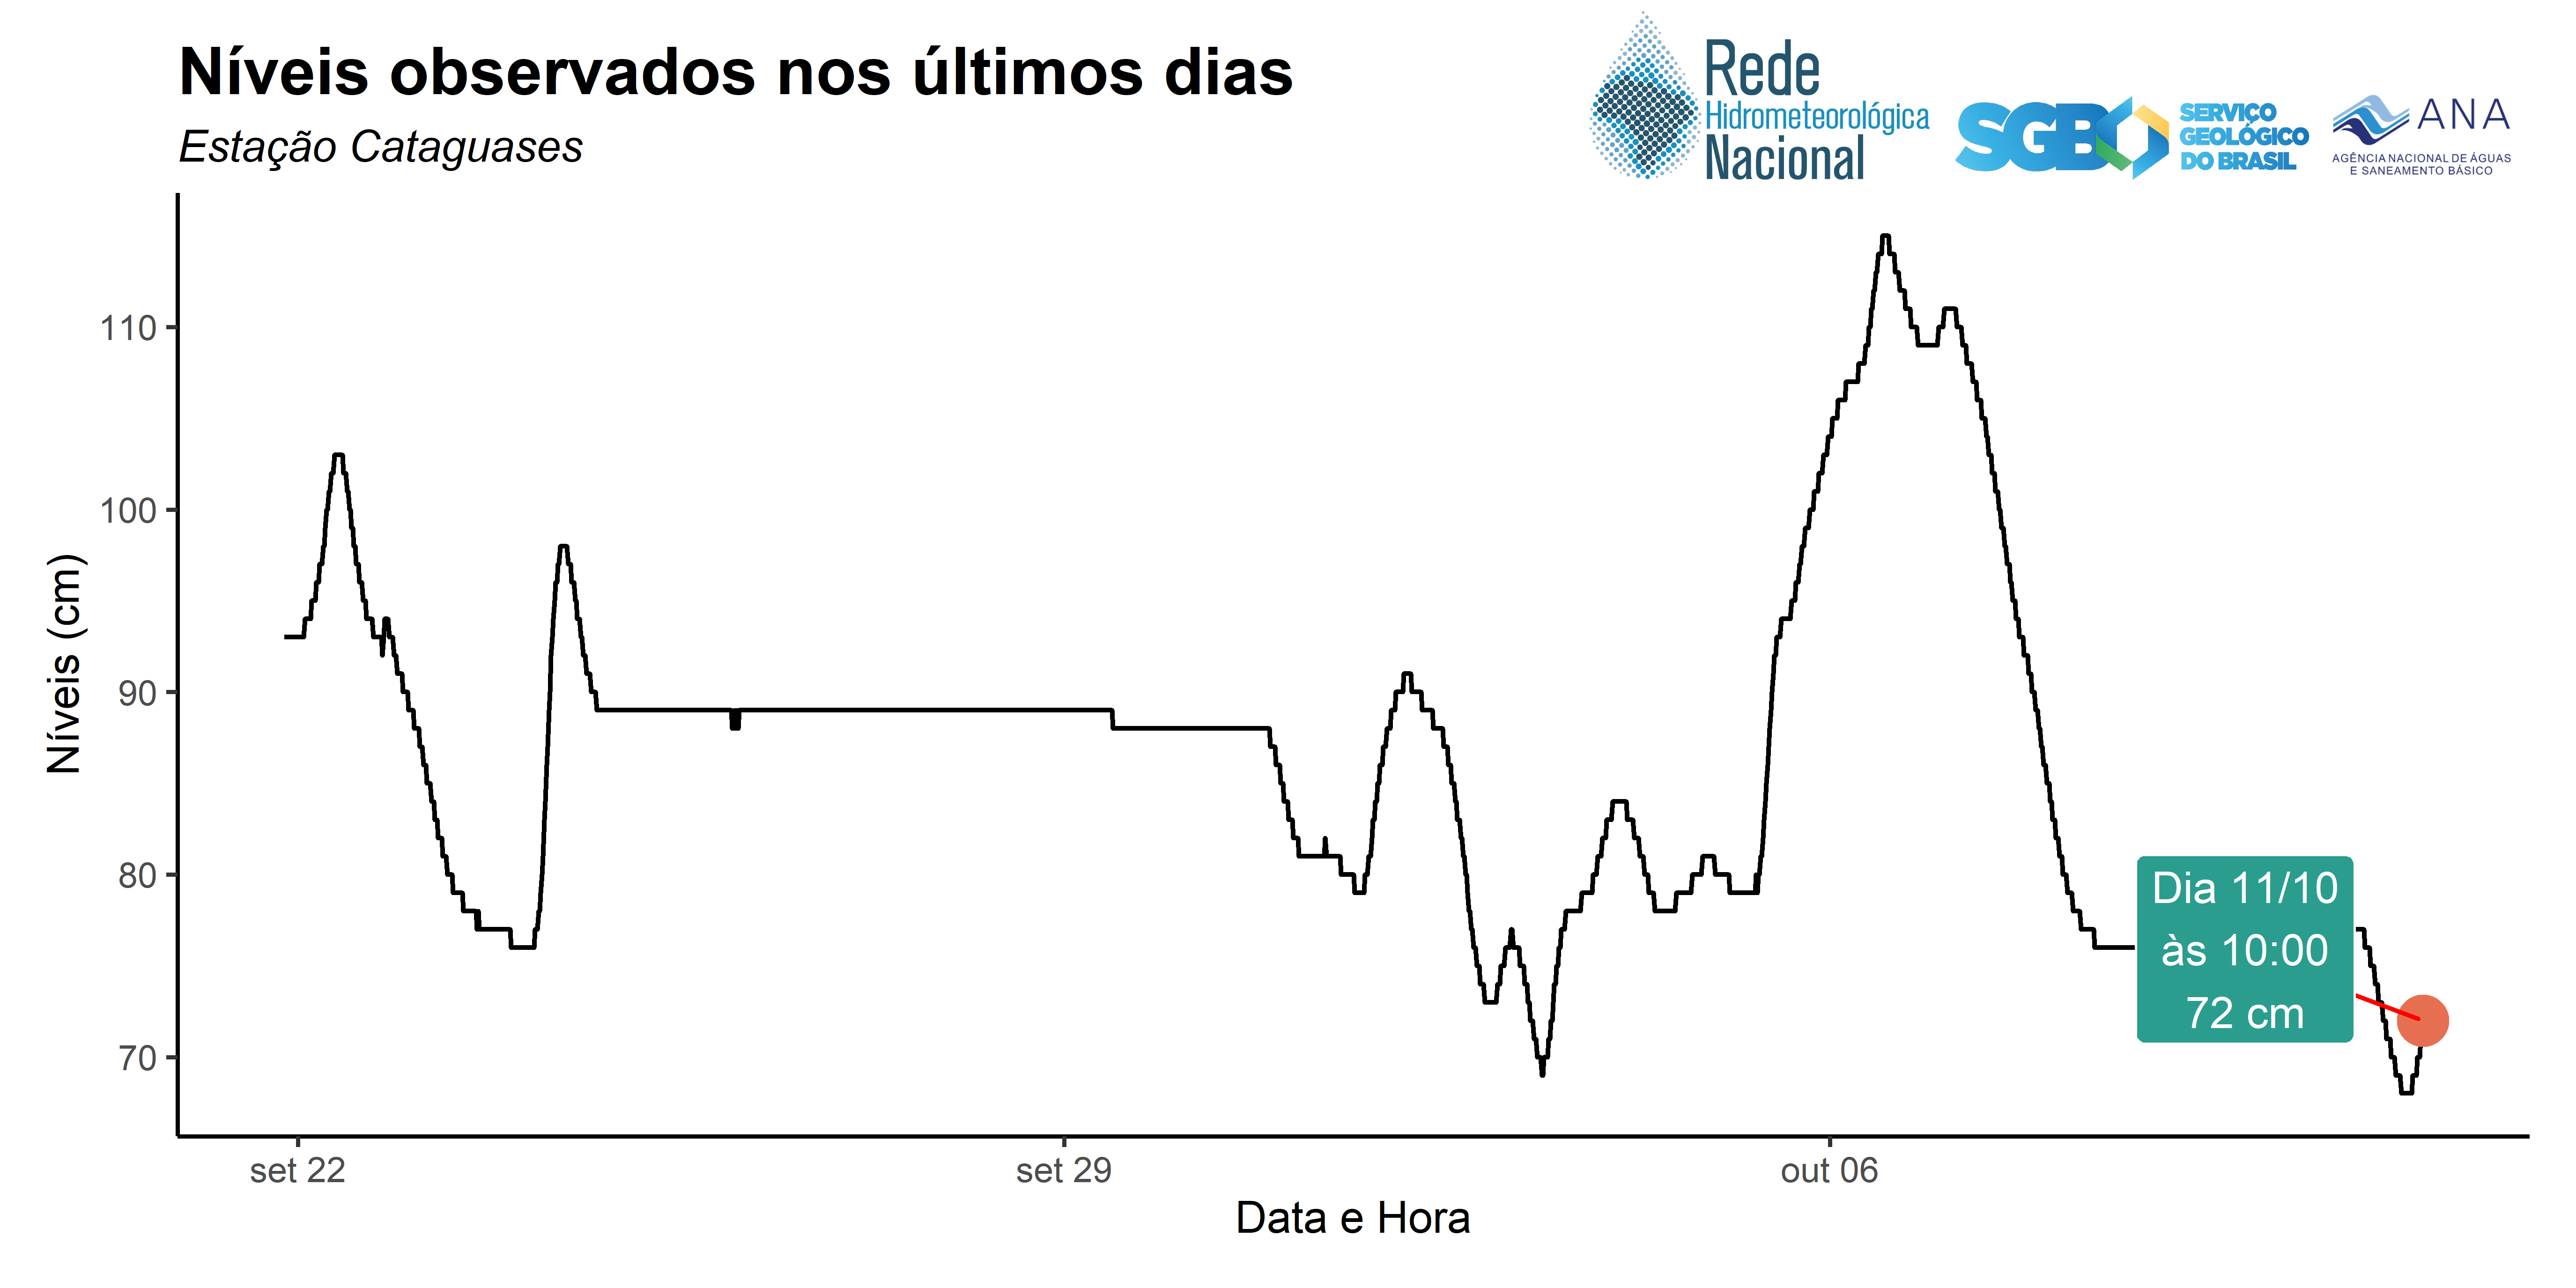 Níveis observados nos últimos dias
Estação Cataguases
Rede
Hidrometeorológica
Nacional
SGB
SERVIÇO
GEOLÓGICO
DO BRASIL
ANA
AGÊNCIA NACIONAL DE ÁGUAS
E SANEAMENTO BÁSICO
Níveis (cm)
110
100
90
80
70
Dia 11/10
às 10:00
72 cm
set 22
set 29
out 06
Data e Hora